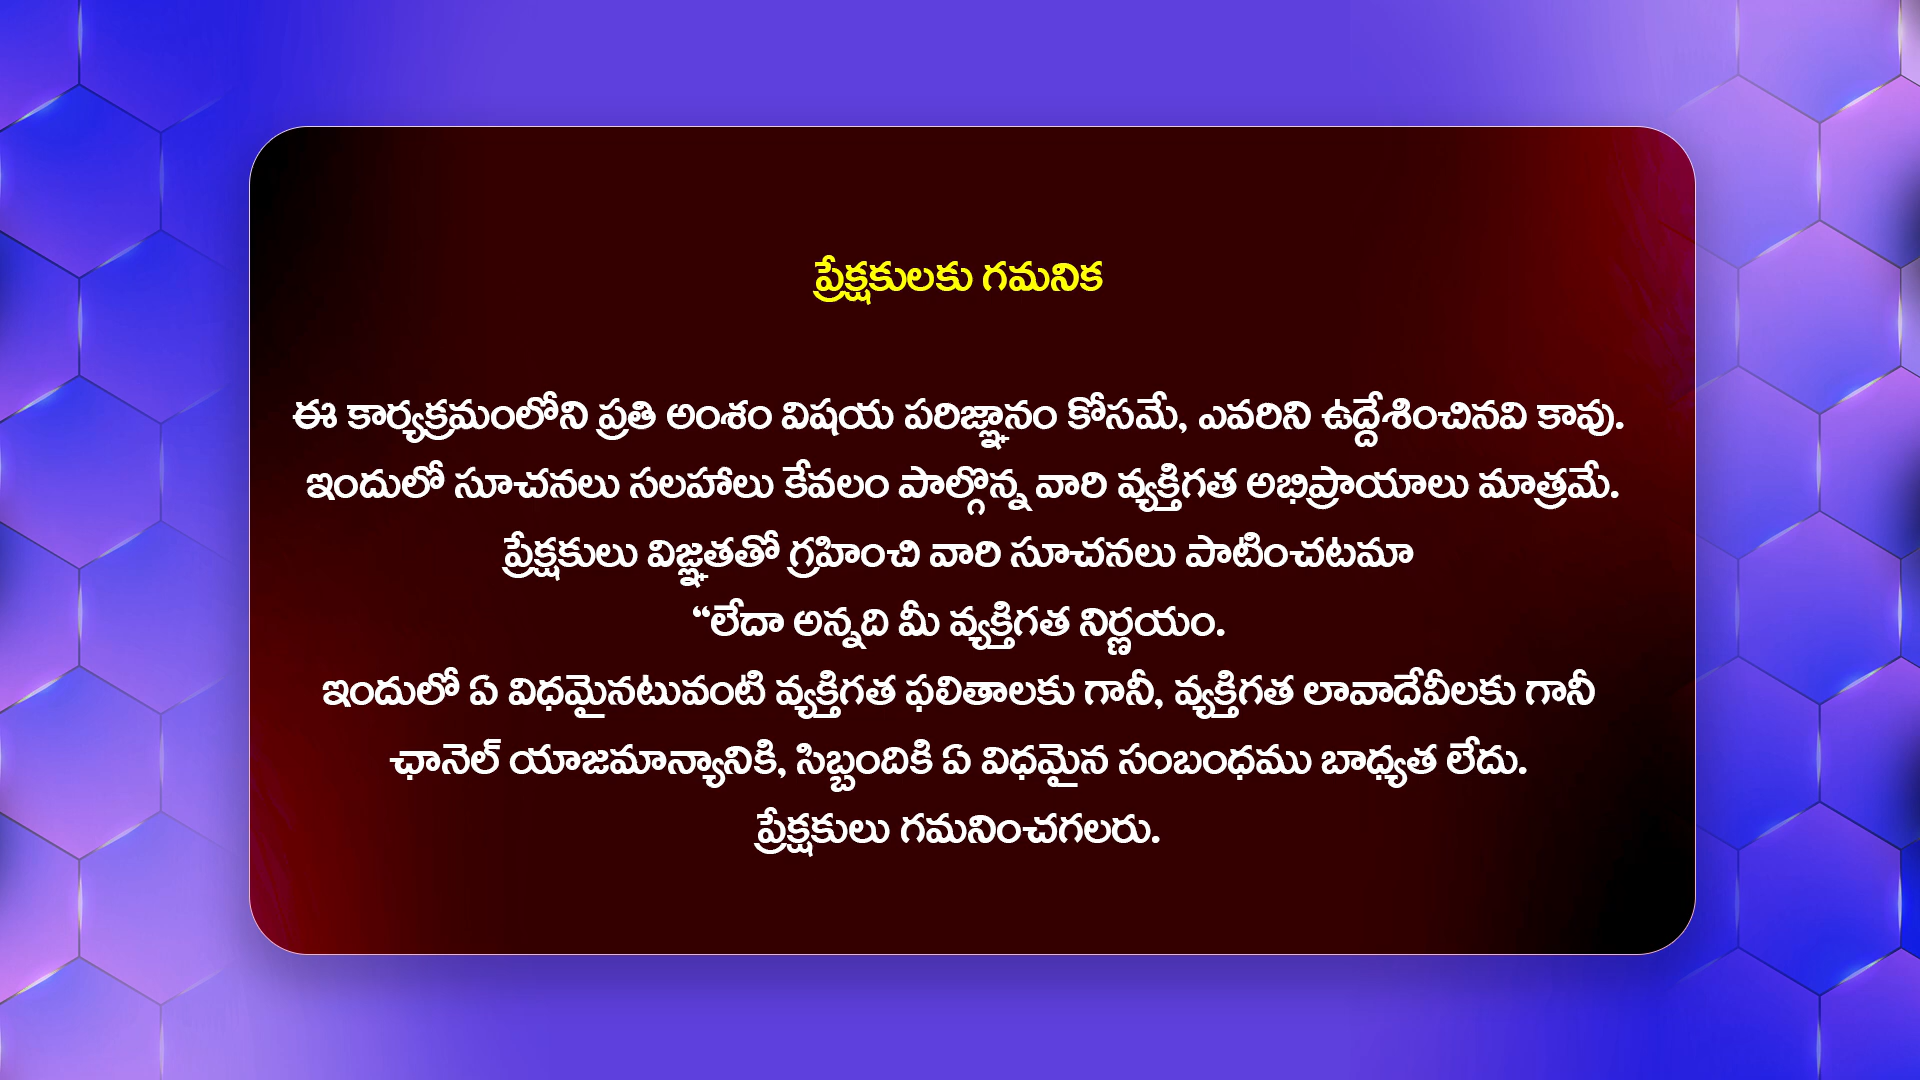 ప్రేక్షకులకు గమనిక
ఈ కార్యక్రమంలోని ప్రతి అంశం విషయ పరిజ్ఞానం కోసమే, ఎవరిని ఉద్దేశించినవి కావు.
ఇందులో సూచనలు సలహాలు కేవలం పాల్గొన్న వారి వ్యక్తిగత అభిప్రాయాలు మాత్రమే.
ప్రేక్షకులు విజ్ఞతతో గ్రహించి వారి సూచనలు పాటించటమా
“లేదా అన్నది మీ వ్యక్తిగత నిర్ణయం.
ఇందులో ఏ విధమైనటువంటి వ్యక్తిగత ఫలితాలకు గానీ, వ్యక్తిగత లావాదేవీలకు గానీ
ఛానెల్ యాజమాన్యానికి, సిబ్బందికి ఏ విధమైన సంబంధము బాధ్యత లేదు.
ప్రేక్షకులు గమనించగలరు.